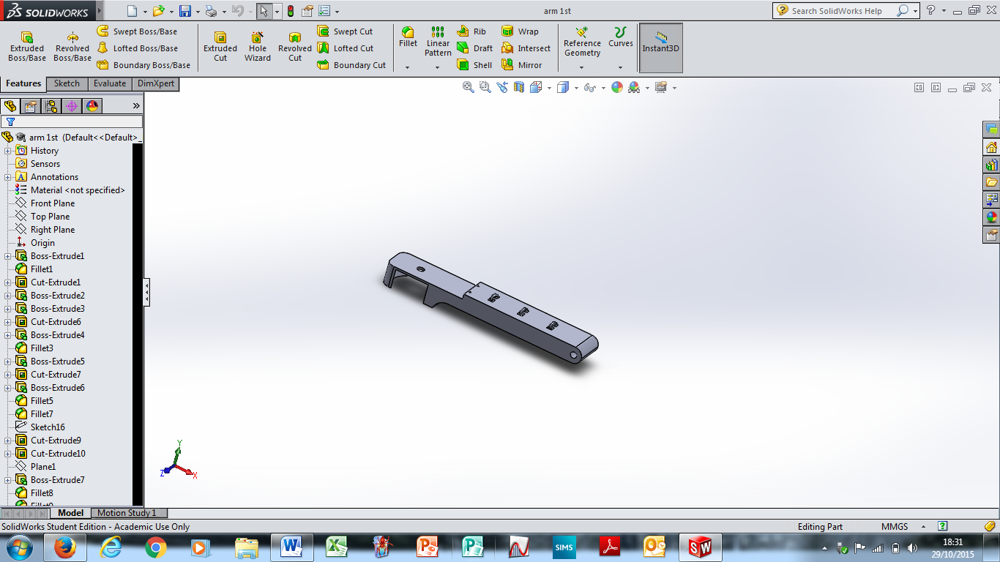 SOLIDWORKS
arm 1st
Search SolidWorks Help
Extruded Boss/Base
Revolved Boss/Base
Swept Boss/Base
Lofted Boss/Base
Boundary Boss/Base
Extruded Cut
Hole Wizard
Revolved Cut
Swept Cut
Lofted Cut
Boundary Cut
Fillet
Linear Pattern
Rib
Draft
Shell
Wrap
Intersect
Mirror
Reference Geometry
Curves
Instant3D
Features Sketch Evaluate DimXpert
arm 1st (Default<<Default>_
History
Sensors
Annotations
Material <not specified>
Front Plane
Top Plane
Right Plane
Origin
Boss-Extrude1
Fillet1
Cut-Extrude1
Boss-Extrude2
Boss-Extrude3
Cut-Extrude6
Boss-Extrude4
Fillet3
Boss-Extrude5
Cut-Extrude7
Boss-Extrude6
Fillet5
Fillet7
Sketch16
Cut-Extrude9
Cut-Extrude10
Plane1
Boss-Extrude7
Fillet8
Y
Z
X
Model Motion Study 1
SolidWorks Student Edition - Academic Use Only
Editing Part
MMGS
SIMS
SW
18:31
29/10/2015